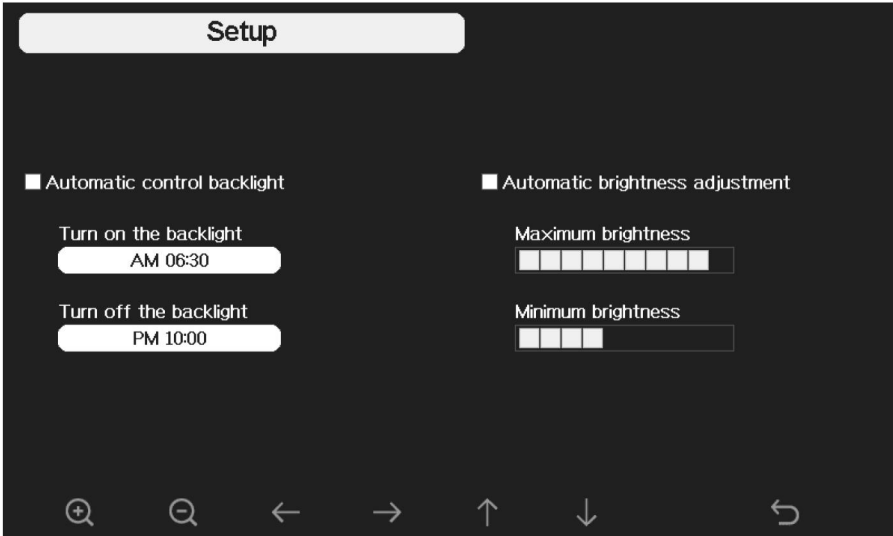 Setup
Automatic control backlight
Turn on the backlight
AM 06:30
Turn off the backlight
PM 10:00
Automatic brightness adjustment
Maximum brightness
Minimum brightness